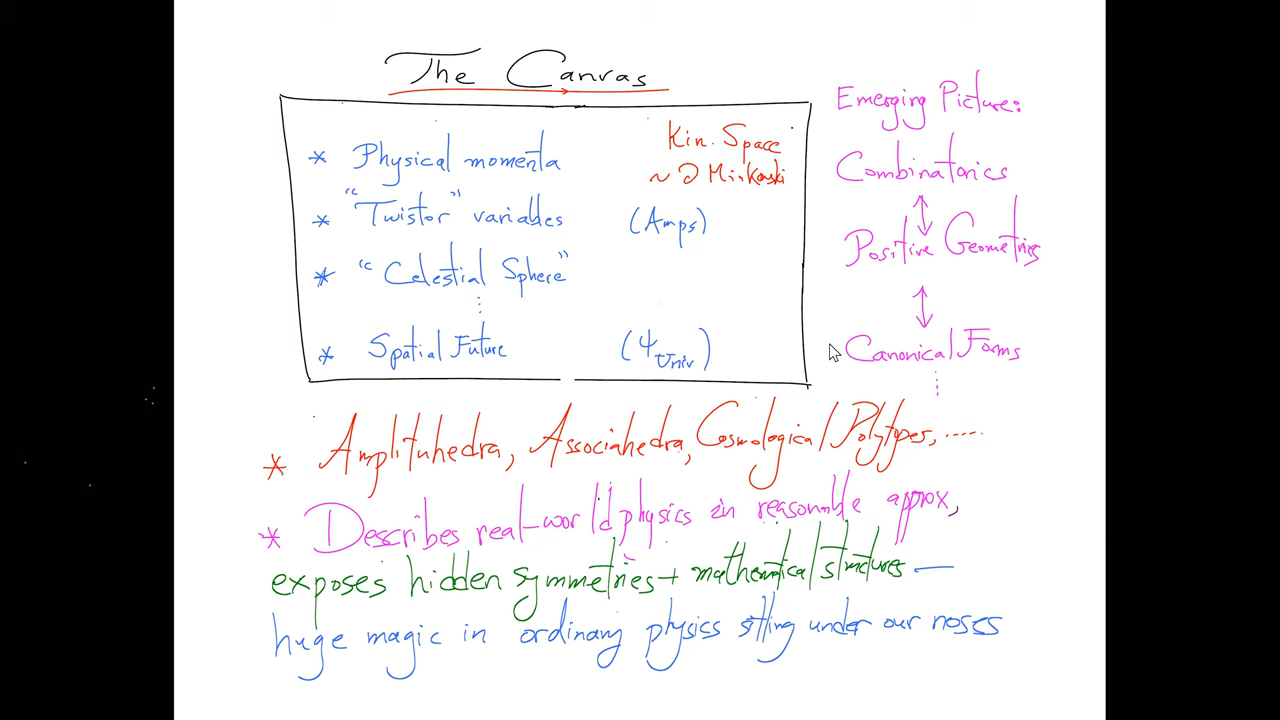 The Canvas
* Physical momenta
Kin. Space
~ ∂ Minkowski
* "Twistor" variables (Amps)
* "Celestial Sphere"
⋮
* Spatial Future (Ψ_Univ)
Emerging Picture:
Combinatorics
↕
Positive Geometries
↕
Canonical Forms
⋮
* Amplituhedra, Associahedra, Cosmological Polytopes, .....
* Describes real-world physics in reasonable approx,
exposes hidden symmetries + mathematical structures —
huge magic in ordinary physics sitting under our noses